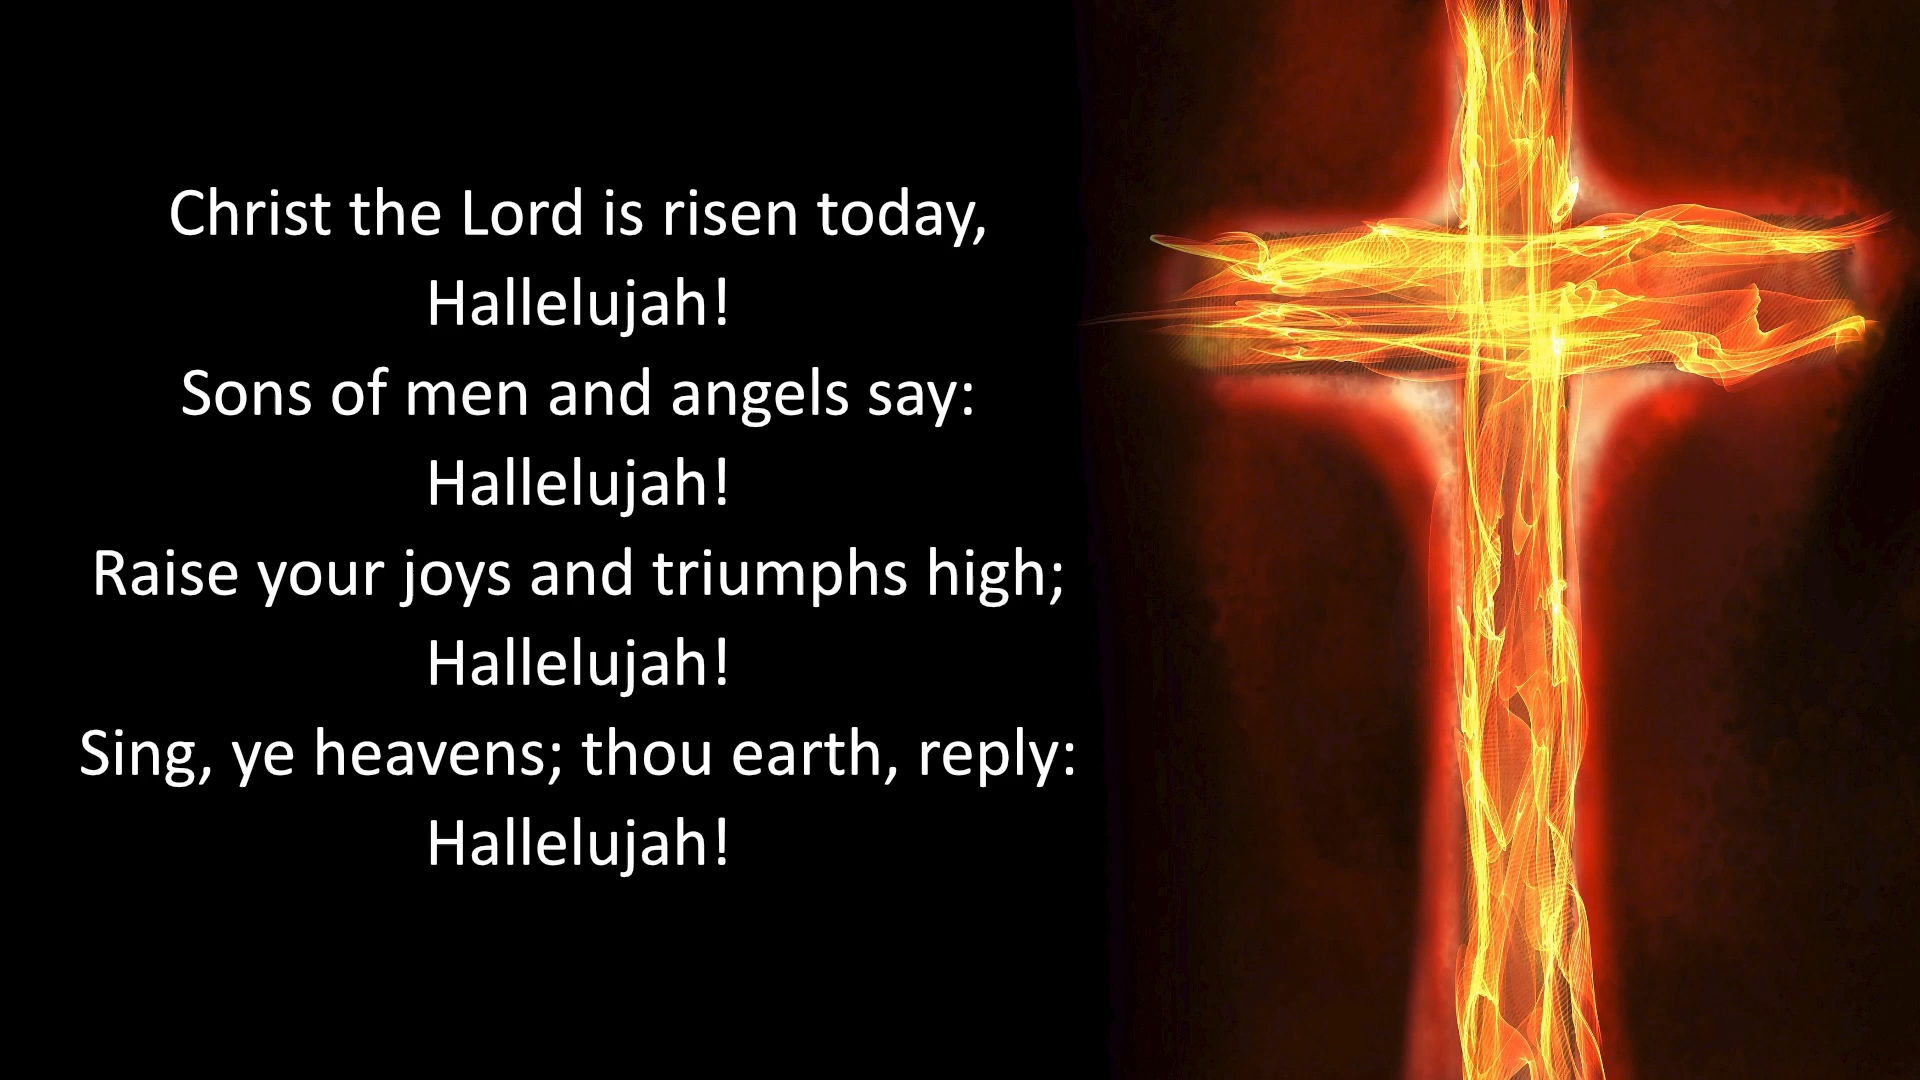 Christ the Lord is risen today,
Hallelujah!
Sons of men and angels say:
Hallelujah!
Raise your joys and triumphs high;
Hallelujah!
Sing, ye heavens; thou earth, reply:
Hallelujah!